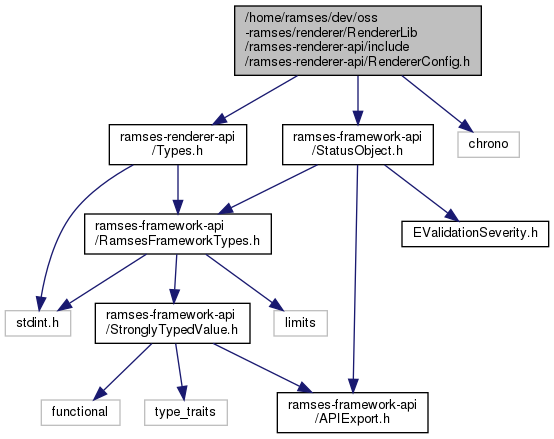 /home/ramses/dev/oss
-ramses/renderer/RendererLib
/ramses-renderer-api/include
/ramses-renderer-api/RendererConfig.h
ramses-renderer-api
/Types.h
ramses-framework-api
/StatusObject.h
chrono
ramses-framework-api
/RamsesFrameworkTypes.h
EValidationSeverity.h
stdint.h
ramses-framework-api
/StronglyTypedValue.h
limits
functional
type_traits
ramses-framework-api
/APIExport.h